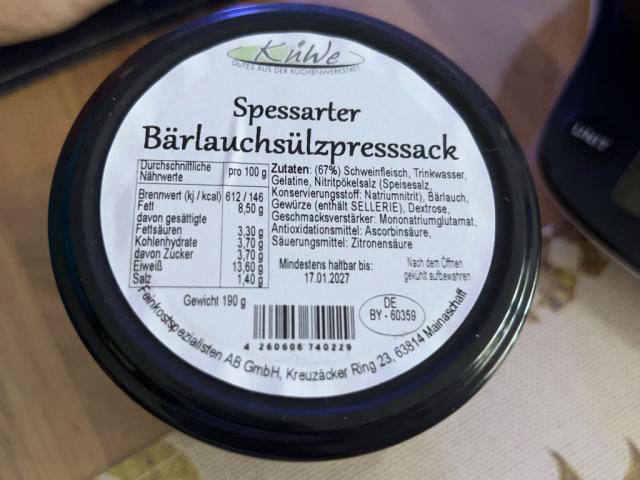 KüWe
GUTES AUS DER KÜCHENWERKSTATT
Spessarter
Bärlauchsülzpresssack
Durchschnittliche Nährwerte pro 100 g
Brennwert (kj / kcal) 612 / 146
Fett 8,50 g
davon gesättigte
Fettsäuren 3,30 g
Kohlenhydrate 3,70 g
davon Zucker 3,70 g
Eiweiß 13,60 g
Salz 1,40 g
Zutaten: (67%) Schweinfleisch, Trinkwasser,
Gelatine, Nitritpökelsalz (Speisesalz,
Konservierungsstoff: Natriumnitrit), Bärlauch,
Gewürze (enthält SELLERIE), Dextrose,
Geschmacksverstärker: Mononatriumglutamat,
Antioxidationsmittel: Ascorbinsäure,
Säuerungsmittel: Zitronensäure
Mindestens haltbar bis:
17.01.2027
Nach dem Öffnen
gekühlt aufbewahren
Gewicht 190 g
DE
BY - 60359
4 260606 740229
Feinkostspezialisten AB GmbH, Kreuzäcker Ring 23, 63814 Mainaschaff
UNIT